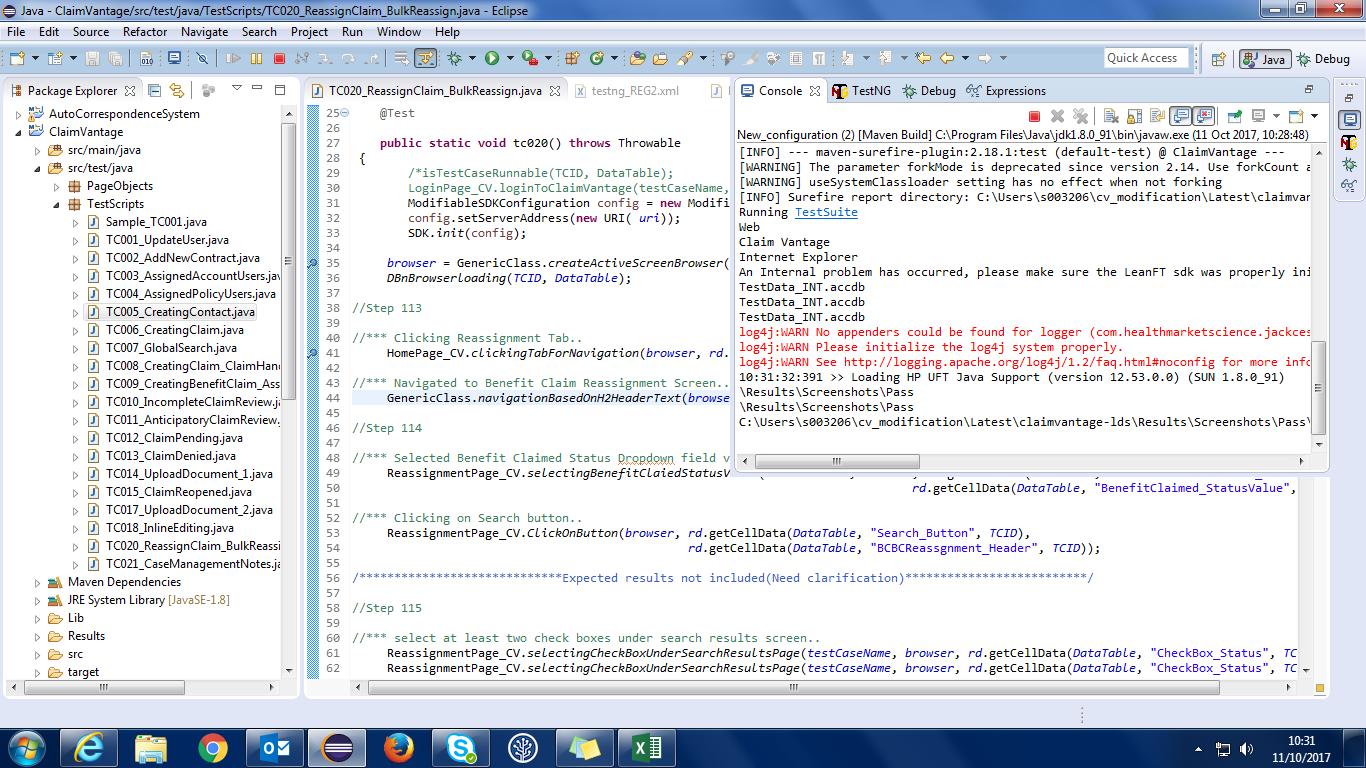 Java - ClaimVantage/src/test/java/TestScripts/TC020_ReassignClaim_BulkReassign.java - Eclipse
File Edit Source Refactor Navigate Search Project Run Window Help
Quick Access
Java
Debug
Package Explorer
AutoCorrespondenceSystem
ClaimVantage
src/main/java
src/test/java
PageObjects
TestScripts
Sample_TC001.java
TC001_UpdateUser.java
TC002_AddNewContract.java
TC003_AssignedAccountUsers.jav
TC004_AssignedPolicyUsers.java
TC005_CreatingContact.java
TC006_CreatingClaim.java
TC007_GlobalSearch.java
TC008_CreatingClaim_ClaimHan
TC009_CreatingBenefitClaim_Ass
TC010_IncompleteClaimReview.j
TC011_AnticipatoryClaimReview.
TC012_ClaimPending.java
TC013_ClaimDenied.java
TC014_UploadDocument_1.java
TC015_ClaimReopened.java
TC017_UploadDocument_2.java
TC018_InlineEditing.java
TC020_ReassignClaim_BulkReassi
TC021_CaseManagementNotes.ja
Maven Dependencies
JRE System Library [JavaSE-1.8]
Lib
Results
src
target
TC020_ReassignClaim_BulkReassign.java
testng_REG2.xml
25 @Test
26
27 public static void tc020() throws Throwable
28 {
29 /*isTestCaseRunnable(TCID, DataTable);
30 LoginPage_CV.loginToClaimVantage(testCaseName,
31 ModifiableSDKConfiguration config = new Modifi
32 config.setServerAddress(new URI( uri));
33 SDK.init(config);
34
35 browser = GenericClass.createActiveScreenBrowser(
36 DBnBrowserloading(TCID, DataTable);
37
38 //Step 113
39
40 //*** Clicking Reassignment Tab..
41 HomePage_CV.clickingTabForNavigation(browser, rd.
42
43 //*** Navigated to Benefit Claim Reassignment Screen..
44 GenericClass.navigationBasedOnH2HeaderText(browse
45
46 //Step 114
47
48 //*** Selected Benefit Claimed Status Dropdown field v
49 ReassignmentPage_CV.selectingBenefitClaiedStatusV
50 rd.getCellData(DataTable, "BenefitClaimed_StatusValue",
51
52 //*** Clicking on Search button..
53 ReassignmentPage_CV.ClickOnButton(browser, rd.getCellData(DataTable, "Search_Button", TCID),
54 rd.getCellData(DataTable, "BCBCReassgnment_Header", TCID));
55
56 /*****************************Expected results not included(Need clarification)**************************/
57
58 //Step 115
59
60 //*** select at least two check boxes under search results screen..
61 ReassignmentPage_CV.selectingCheckBoxUnderSearchResultsPage(testCaseName, browser, rd.getCellData(DataTable, "CheckBox_Status", TC
62 ReassignmentPage_CV.selectingCheckBoxUnderSearchResultsPage(testCaseName, browser, rd.getCellData(DataTable, "CheckBox_Status", TC
Console
TestNG
Debug
Expressions
New_configuration (2) [Maven Build] C:\Program Files\Java\jdk1.8.0_91\bin\javaw.exe (11 Oct 2017, 10:28:48)
[INFO] --- maven-surefire-plugin:2.18.1:test (default-test) @ ClaimVantage ---
[WARNING] The parameter forkMode is deprecated since version 2.14. Use forkCount a
[WARNING] useSystemClassloader setting has no effect when not forking
[INFO] Surefire report directory: C:\Users\s003206\cv_modification\Latest\claimvan
Running TestSuite
Web
Claim Vantage
Internet Explorer
An Internal problem has occurred, please make sure the LeanFT sdk was properly ini
TestData_INT.accdb
TestData_INT.accdb
TestData_INT.accdb
log4j:WARN No appenders could be found for logger (com.healthmarketscience.jackces
log4j:WARN Please initialize the log4j system properly.
log4j:WARN See http://logging.apache.org/log4j/1.2/faq.html#noconfig for more info
10:31:32:391 >> Loading HP UFT Java Support (version 12.53.0.0) (SUN 1.8.0_91)
\Results\Screenshots\Pass
\Results\Screenshots\Pass
C:\Users\s003206\cv_modification\Latest\claimvantage-lds\Results\Screenshots\Pass\
10:31
11/10/2017